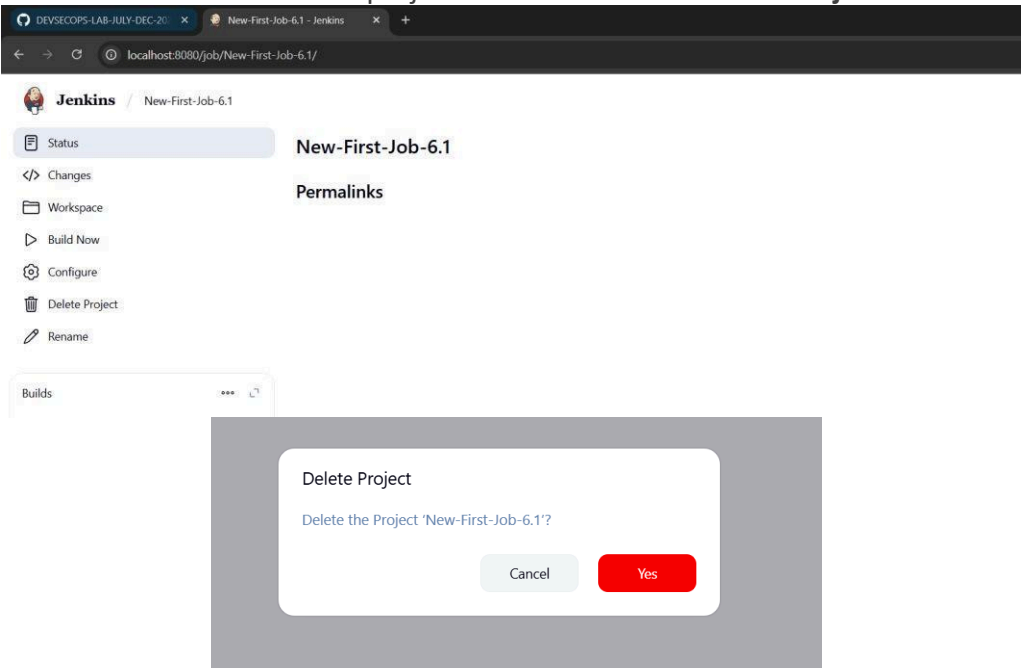 DEVSECOPS-LAB-JULY-DEC-20
New-First-Job-6.1 - Jenkins
localhost:8080/job/New-First-Job-6.1/
Jenkins / New-First-Job-6.1
Status
Changes
Workspace
Build Now
Configure
Delete Project
Rename
Builds
New-First-Job-6.1
Permalinks
Delete Project
Delete the Project ‘New-First-Job-6.1’?
Cancel
Yes